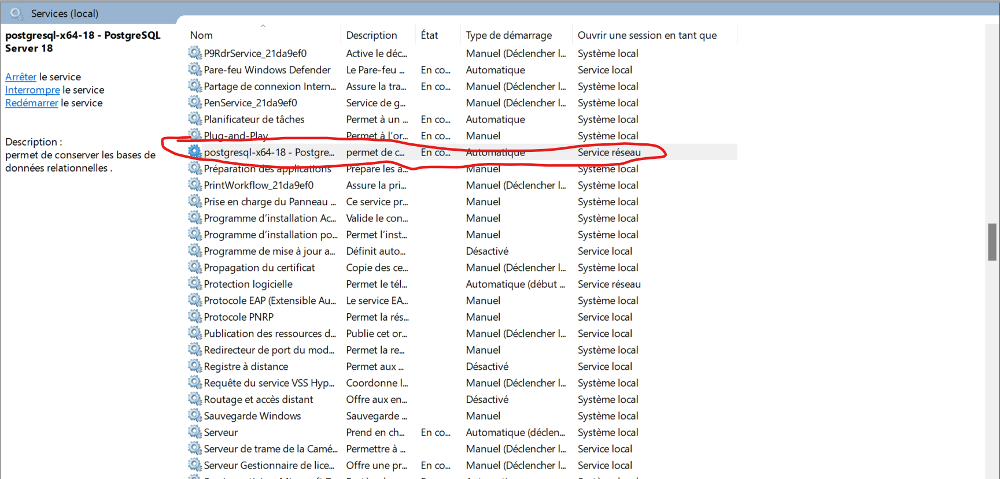 Services (local)
postgresql-x64-18 - PostgreSQL
Server 18
Arrêter le service
Interrompre le service
Redémarrer le service
Description :
permet de conserver les bases de
données relationnelles .
Nom Description État Type de démarrage Ouvrir une session en tant que
P9RdrService_21da9ef0 Active le déc... Manuel (Déclencher l... Système local
Pare-feu Windows Defender Le Pare-feu ... En co... Automatique Service local
Partage de connexion Intern... Assure la tra... En co... Manuel (Déclencher l... Système local
PenService_21da9ef0 Service de g... Manuel (Déclencher l... Système local
Planificateur de tâches Permet à un ... En co... Automatique Système local
Plug-and-Play Permet à l'or... En co... Manuel Système local
postgresql-x64-18 - Postgre... permet de c... En co... Automatique Service réseau
Préparation des applications Prépare les a... Manuel Système local
PrintWorkflow_21da9ef0 Assure la pri... Manuel (Déclencher l... Système local
Prise en charge du Panneau ... Ce service pr... Manuel Système local
Programme d'installation Ac... Valide le con... Manuel Système local
Programme d'installation po... Permet l'inst... Manuel Système local
Programme de mise à jour a... Définit auto... Désactivé Service local
Propagation du certificat Copie des ce... Manuel (Déclencher l... Système local
Protection logicielle Permet le tél... Automatique (début ... Service réseau
Protocole EAP (Extensible Au... Le service EA... Manuel Système local
Protocole PNRP Permet la rés... Manuel Service local
Publication des ressources d... Publie cet or... Manuel (Déclencher l... Service local
Redirecteur de port du mod... Permet la re... Manuel Système local
Registre à distance Permet aux ... Désactivé Service local
Requête du service VSS Hyp... Coordonne l... Manuel (Déclencher l... Système local
Routage et accès distant Offre aux en... Désactivé Système local
Sauvegarde Windows Sauvegarde ... Manuel Système local
Serveur Prend en ch... En co... Automatique (déclen... Système local
Serveur de trame de la Camé... Permettre à ... Manuel (Déclencher l... Service local
Serveur Gestionnaire de lice... Offre une pr... En co... Manuel (Déclencher l... Service local